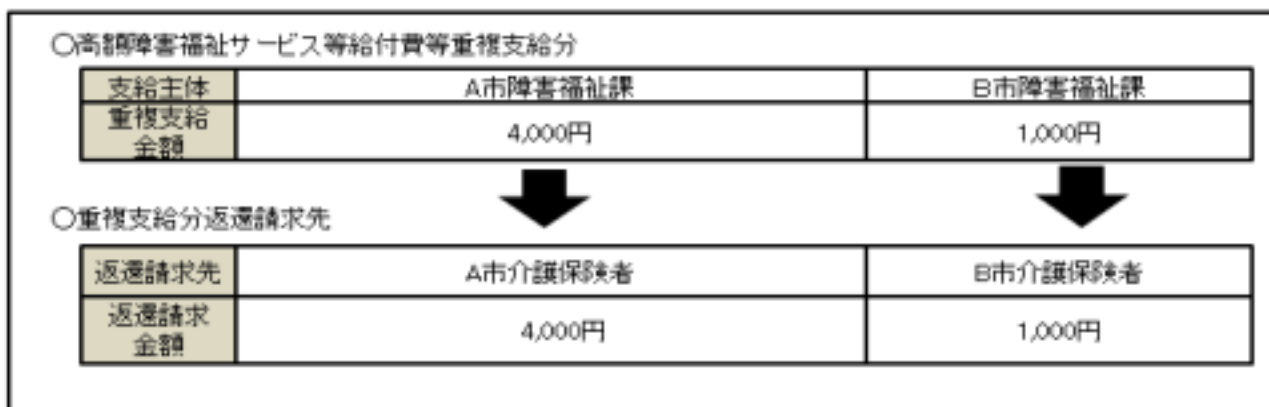 〇高額障害福祉サービス等給付費等重複支給分
支給主体 A市障害福祉課 B市障害福祉課
重複支給
金額 4,000円 1,000円
〇重複支給分返還請求先
返還請求先 A市介護保険者 B市介護保険者
返還請求
金額 4,000円 1,000円